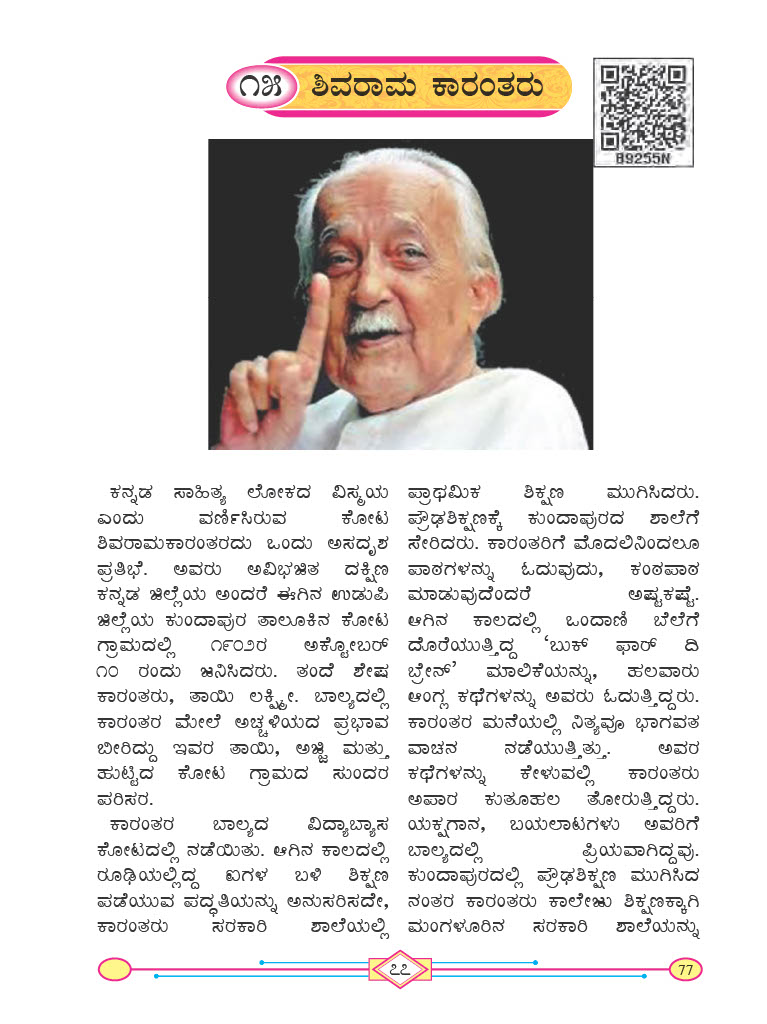 ೧೫
ಶಿವರಾಮ ಕಾರಂತರು
B9255N
ಕನ್ನಡ ಸಾಹಿತ್ಯ ಲೋಕದ ವಿಸ್ಮಯ
ಎಂದು ವರ್ಣಿಸಿರುವ ಕೋಟ
ಶಿವರಾಮಕಾರಂತರದು ಒಂದು ಅಸದೃಶ
ಪ್ರತಿಭೆ. ಅವರು ಅವಿಭಜಿತ ದಕ್ಷಿಣ
ಕನ್ನಡ ಜಿಲ್ಲೆಯ ಅಂದರೆ ಈಗಿನ ಉಡುಪಿ
ಜಿಲ್ಲೆಯ ಕುಂದಾಪುರ ತಾಲೂಕಿನ ಕೋಟ
ಗ್ರಾಮದಲ್ಲಿ ೧೯೦೨ರ ಅಕ್ಟೋಬರ್
೧೦ ರಂದು ಜನಿಸಿದರು. ತಂದೆ ಶೇಷ
ಕಾರಂತರು, ತಾಯಿ ಲಕ್ಷ್ಮೀ. ಬಾಲ್ಯದಲ್ಲಿ
ಕಾರಂತರ ಮೇಲೆ ಅಚ್ಚಳಿಯದ ಪ್ರಭಾವ
ಬೀರಿದ್ದು ಇವರ ತಾಯಿ, ಅಜ್ಜಿ ಮತ್ತು
ಹುಟ್ಟಿದ ಕೋಟ ಗ್ರಾಮದ ಸುಂದರ
ಪರಿಸರ.
ಕಾರಂತರ ಬಾಲ್ಯದ ವಿದ್ಯಾಭ್ಯಾಸ
ಕೋಟದಲ್ಲಿ ನಡೆಯಿತು. ಆಗಿನ ಕಾಲದಲ್ಲಿ
ರೂಢಿಯಲ್ಲಿದ್ದ ಐಗಳ ಬಳಿ ಶಿಕ್ಷಣ
ಪಡೆಯುವ ಪದ್ಧತಿಯನ್ನು ಅನುಸರಿಸದೇ,
ಕಾರಂತರು ಸರಕಾರಿ ಶಾಲೆಯಲ್ಲಿ
ಪ್ರಾಥಮಿಕ ಶಿಕ್ಷಣ ಮುಗಿಸಿದರು.
ಪ್ರೌಢಶಿಕ್ಷಣಕ್ಕೆ ಕುಂದಾಪುರದ ಶಾಲೆಗೆ
ಸೇರಿದರು. ಕಾರಂತರಿಗೆ ಮೊದಲಿನಿಂದಲೂ
ಪಾಠಗಳನ್ನು ಓದುವುದು, ಕಂಠಪಾಠ
ಮಾಡುವುದೆಂದರೆ ಅಷ್ಟಕಷ್ಟೆ.
ಆಗಿನ ಕಾಲದಲ್ಲಿ ಒಂದಾಣಿ ಬೆಲೆಗೆ
ದೊರೆಯುತ್ತಿದ್ದ ‘ಬುಕ್ ಫಾರ್ ದಿ
ಬ್ರೇನ್’ ಮಾಲಿಕೆಯನ್ನು, ಹಲವಾರು
ಆಂಗ್ಲ ಕಥೆಗಳನ್ನು ಅವರು ಓದುತ್ತಿದ್ದರು.
ಕಾರಂತರ ಮನೆಯಲ್ಲಿ ನಿತ್ಯವೂ ಭಾಗವತ
ವಾಚನ ನಡೆಯುತ್ತಿತ್ತು. ಅವರ
ಕಥೆಗಳನ್ನು ಕೇಳುವಲ್ಲಿ ಕಾರಂತರು
ಅಪಾರ ಕುತೂಹಲ ತೋರುತ್ತಿದ್ದರು.
ಯಕ್ಷಗಾನ, ಬಯಲಾಟಗಳು ಅವರಿಗೆ
ಬಾಲ್ಯದಲ್ಲಿ ಪ್ರಿಯವಾಗಿದ್ದವು.
ಕುಂದಾಪುರದಲ್ಲಿ ಪ್ರೌಢಶಿಕ್ಷಣ ಮುಗಿಸಿದ
ನಂತರ ಕಾರಂತರು ಕಾಲೇಜು ಶಿಕ್ಷಣಕ್ಕಾಗಿ
ಮಂಗಳೂರಿನ ಸರಕಾರಿ ಶಾಲೆಯನ್ನು
೭೭
77